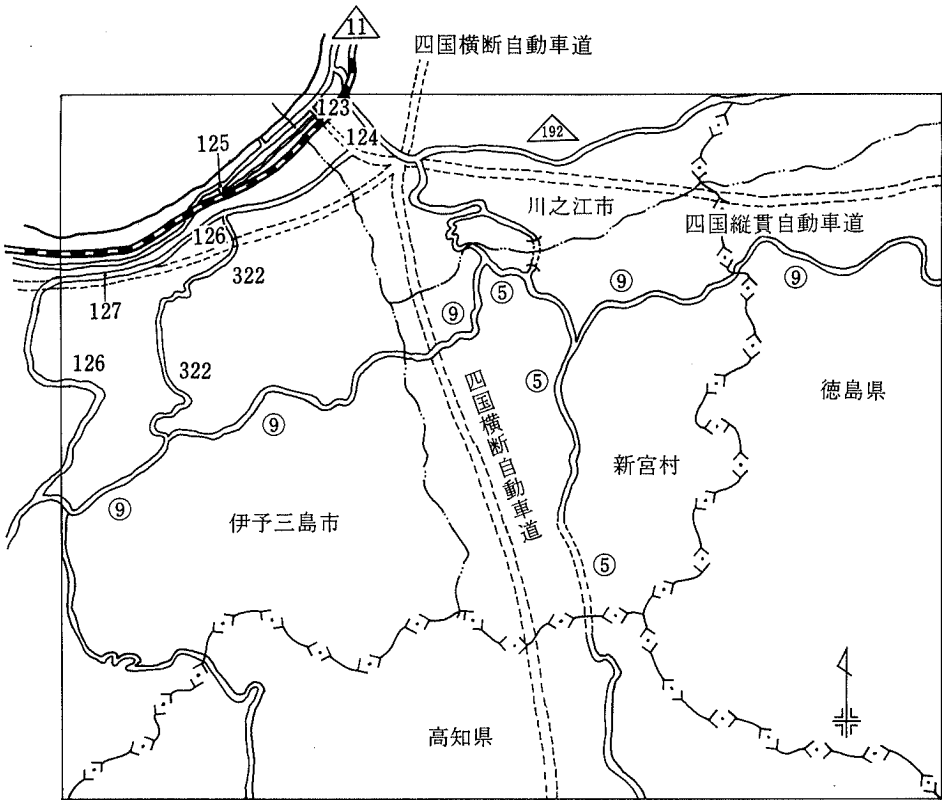 11
四国横断自動車道
123
192
124
125
川之江市
四国縦貫自動車道
126
322
⑨
⑨
⑤
⑨
127
322
126
⑤
四国横断自動車道
徳島県
⑨
新宮村
⑨
伊予三島市
⑤
高知県